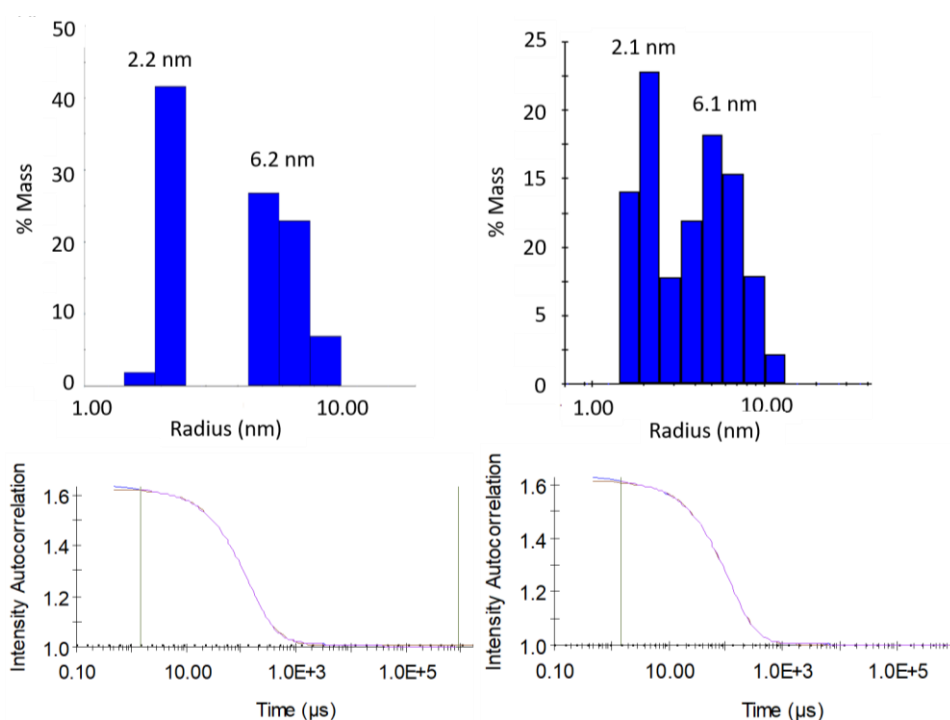 50
2.2 nm
40
6.2 nm
30
% Mass
20
10
0
1.00
10.00
Radius (nm)
25
2.1 nm
6.1 nm
20
% Mass
15
20
5
0
1.00
10.00
Radius (nm)
Intensity Autocorrelation
1.6
1.4
1.2
1.0
0.10
10.00
1.0E+3
1.0E+5
Time (µs)
Intensity Autocorrelation
1.6
1.4
1.2
1.0
0.10
10.00
1.0E+3
1.0E+5
Time (µs)